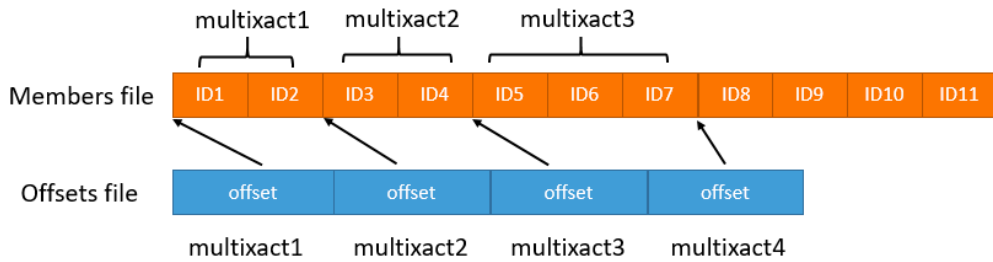 multixact1 multixact2 multixact3
Members file ID1 ID2 ID3 ID4 ID5 ID6 ID7 ID8 ID9 ID10 ID11
Offsets file offset offset offset offset
multixact1 multixact2 multixact3 multixact4